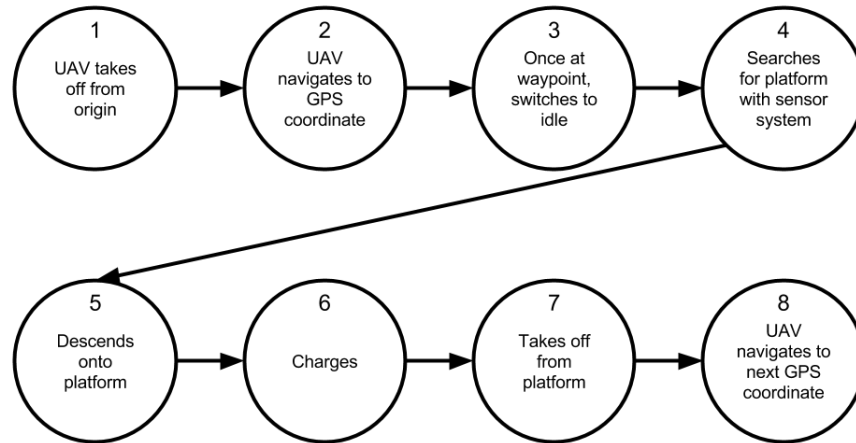 1
UAV takes
off from
origin
2
UAV
navigates to
GPS
coordinate
3
Once at
waypoint,
switches to
idle
4
Searches
for platform
with sensor
system
5
Descends
onto
platform
6
Charges
7
Takes off
from
platform
8
UAV
navigates to
next GPS
coordinate